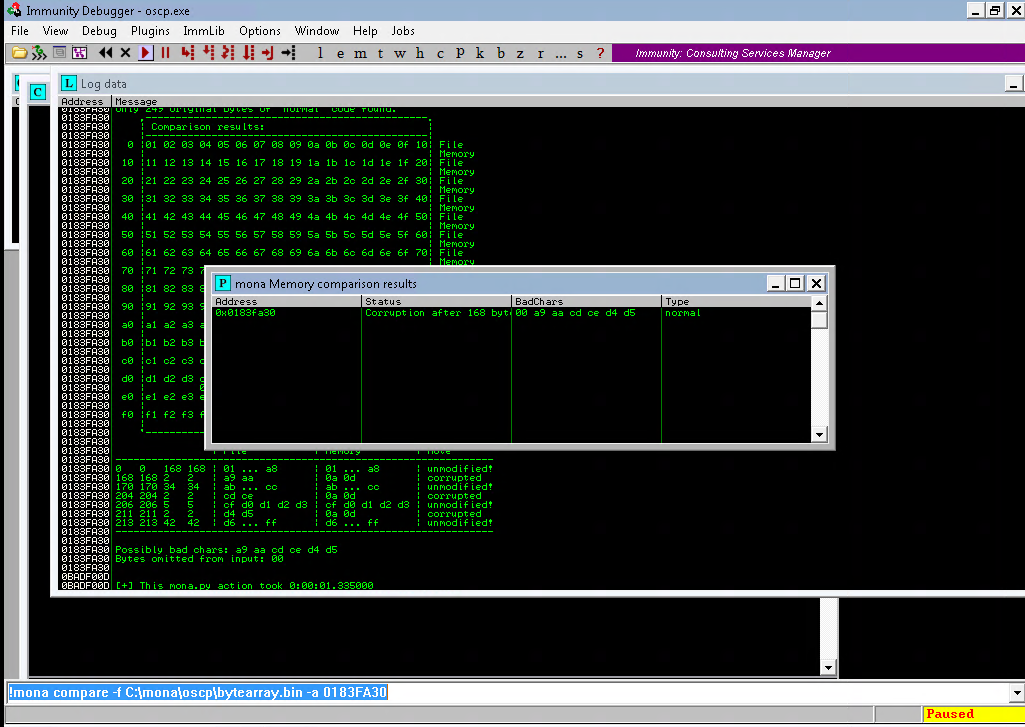 Immunity Debugger - oscp.exe
File View Debug Plugins ImmLib Options Window Help Jobs
l e m t w h c P k b z r ... s ?
Immunity: Consulting Services Manager
C
L Log data
Address Message
0183FA30 Only 249 original bytes of 'normal' code found.
0183FA30
0183FA30 Comparison results:
0183FA30
0183FA30 0 01 02 03 04 05 06 07 08 09 0a 0b 0c 0d 0e 0f 10 File
0183FA30 Memory
0183FA30 10 11 12 13 14 15 16 17 18 19 1a 1b 1c 1d 1e 1f 20 File
0183FA30 Memory
0183FA30 20 21 22 23 24 25 26 27 28 29 2a 2b 2c 2d 2e 2f 30 File
0183FA30 Memory
0183FA30 30 31 32 33 34 35 36 37 38 39 3a 3b 3c 3d 3e 3f 40 File
0183FA30 Memory
0183FA30 40 41 42 43 44 45 46 47 48 49 4a 4b 4c 4d 4e 4f 50 File
0183FA30 Memory
0183FA30 50 51 52 53 54 55 56 57 58 59 5a 5b 5c 5d 5e 5f 60 File
0183FA30 Memory
0183FA30 60 61 62 63 64 65 66 67 68 69 6a 6b 6c 6d 6e 6f 70 File
0183FA30 Memory
0183FA30 70 71 72 73
0183FA30
0183FA30 80 81 82 83
0183FA30
0183FA30 90 91 92 93
0183FA30
0183FA30 a0 a1 a2 a3
0183FA30
0183FA30 b0 b1 b2 b3
0183FA30
0183FA30 c0 c1 c2 c3
0183FA30
0183FA30 d0 d1 d2 d3
0183FA30
0183FA30 e0 e1 e2 e3
0183FA30
0183FA30 f0 f1 f2 f3
0183FA30
P mona Memory comparison results
Address Status BadChars Type
0x0183fa30 Corruption after 168 byt 00 a9 aa cd ce d4 d5 normal
0183FA30 | File | Memory | Note
0183FA30 -----------------------------------------------
0183FA30 0 0 168 168 | 01 ... a8 | 01 ... a8 | unmodified!
0183FA30 168 168 2 2 | a9 aa | 0a 0d | corrupted
0183FA30 170 170 34 34 | ab ... cc | ab ... cc | unmodified!
0183FA30 204 204 2 2 | cd ce | 0a 0d | corrupted
0183FA30 206 206 5 5 | cf d0 d1 d2 d3 | cf d0 d1 d2 d3 | unmodified!
0183FA30 211 211 2 2 | d4 d5 | 0a 0d | corrupted
0183FA30 213 213 42 42 | d6 ... ff | d6 ... ff | unmodified!
0183FA30 -----------------------------------------------
0183FA30
0183FA30 Possibly bad chars: a9 aa cd ce d4 d5
0183FA30 Bytes omitted from input: 00
0183FA30
0BADF00D
0BADF00D [+] This mona.py action took 0:00:01.335000
!mona compare -f C:\mona\oscp\bytearray.bin -a 0183FA30
Paused